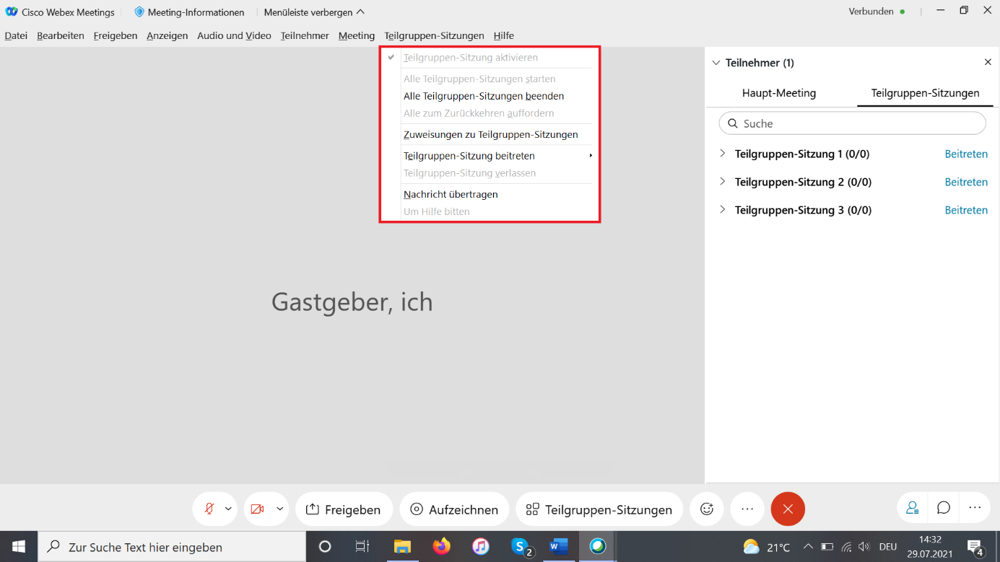 Cisco Webex Meetings Meeting-Informationen Menüleiste verbergen Verbunden
Datei Bearbeiten Freigeben Anzeigen Audio und Video Teilnehmer Meeting Teilgruppen-Sitzungen Hilfe
Teilgruppen-Sitzung aktivieren
Alle Teilgruppen-Sitzungen starten
Alle Teilgruppen-Sitzungen beenden
Alle zum Zurückkehren auffordern
Zuweisungen zu Teilgruppen-Sitzungen
Teilgruppen-Sitzung beitreten
Teilgruppen-Sitzung verlassen
Nachricht übertragen
Um Hilfe bitten
Gastgeber, ich
Teilnehmer (1)
Haupt-Meeting Teilgruppen-Sitzungen
Suche
Teilgruppen-Sitzung 1 (0/0) Beitreten
Teilgruppen-Sitzung 2 (0/0) Beitreten
Teilgruppen-Sitzung 3 (0/0) Beitreten
Freigeben Aufzeichnen Teilgruppen-Sitzungen
Zur Suche Text hier eingeben 2 21°C DEU 14:32
29.07.2021 4